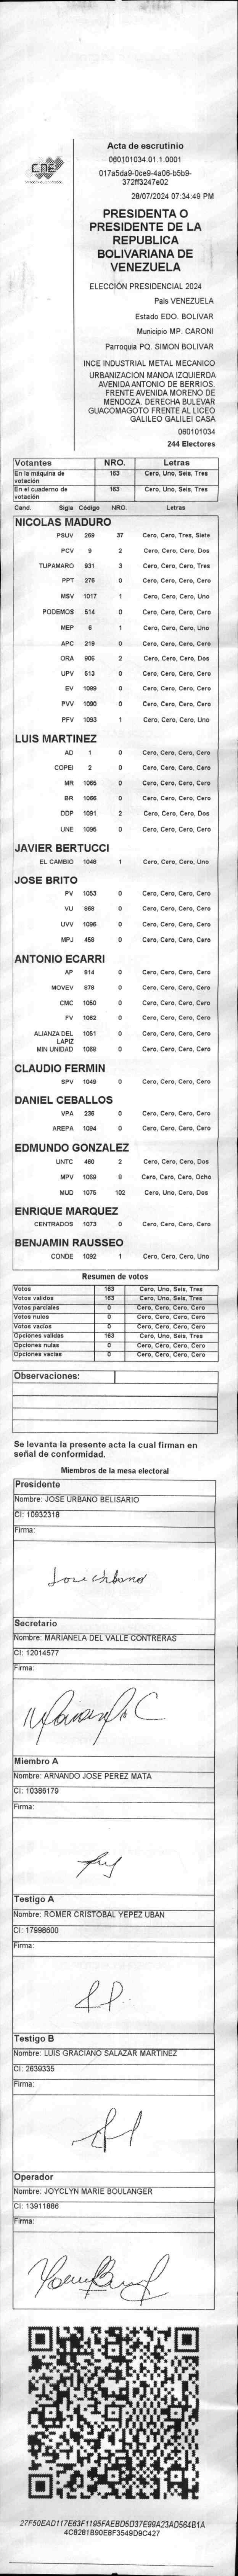 CNE
Acta de escrutinio
060101034.01.1.0001
017a5da9-0ce9-4a06-b5b9-
372ff3247e02
28/07/2024 07:34:49 PM
PRESIDENTA O
PRESIDENTE DE LA
REPUBLICA
BOLIVARIANA DE
VENEZUELA
ELECCIÓN PRESIDENCIAL 2024
País VENEZUELA
Estado EDO. BOLIVAR
Municipio MP. CARONI
Parroquia PQ. SIMON BOLIVAR
INCE INDUSTRIAL METAL MECANICO
URBANIZACION MANOA IZQUIERDA
AVENIDA ANTONIO DE BERRIOS.
FRENTE AVENIDA MORENO DE
MENDOZA. DERECHA BULEVAR
GUACOMAGOTO FRENTE AL LICEO
GALILEO GALILEI CASA
060101034
244 Electores
Votantes NRO. Letras
En la máquina de votación 163 Cero, Uno, Seis, Tres
En el cuaderno de votación 163 Cero, Uno, Seis, Tres
Cand. Sigla Código NRO. Letras
NICOLAS MADURO
PSUV 269 37 Cero, Cero, Tres, Siete
PCV 9 2 Cero, Cero, Cero, Dos
TUPAMARO 931 3 Cero, Cero, Cero, Tres
PPT 276 0 Cero, Cero, Cero, Cero
MSV 1017 1 Cero, Cero, Cero, Uno
PODEMOS 514 0 Cero, Cero, Cero, Cero
MEP 6 1 Cero, Cero, Cero, Uno
APC 219 0 Cero, Cero, Cero, Cero
ORA 906 2 Cero, Cero, Cero, Dos
UPV 513 0 Cero, Cero, Cero, Cero
EV 1089 0 Cero, Cero, Cero, Cero
PVV 1090 0 Cero, Cero, Cero, Cero
PFV 1093 1 Cero, Cero, Cero, Uno
LUIS MARTINEZ
AD 1 0 Cero, Cero, Cero, Cero
COPEI 2 0 Cero, Cero, Cero, Cero
MR 1065 0 Cero, Cero, Cero, Cero
BR 1066 0 Cero, Cero, Cero, Cero
DDP 1091 2 Cero, Cero, Cero, Dos
UNE 1095 0 Cero, Cero, Cero, Cero
JAVIER BERTUCCI
EL CAMBIO 1048 1 Cero, Cero, Cero, Uno
JOSE BRITO
PV 1053 0 Cero, Cero, Cero, Cero
VU 868 0 Cero, Cero, Cero, Cero
UVV 1096 0 Cero, Cero, Cero, Cero
MPJ 458 0 Cero, Cero, Cero, Cero
ANTONIO ECARRI
AP 814 0 Cero, Cero, Cero, Cero
MOVEV 878 0 Cero, Cero, Cero, Cero
CMC 1060 0 Cero, Cero, Cero, Cero
FV 1062 0 Cero, Cero, Cero, Cero
ALIANZA DEL LAPIZ 1051 0 Cero, Cero, Cero, Cero
MIN UNIDAD 1068 0 Cero, Cero, Cero, Cero
CLAUDIO FERMIN
SPV 1049 0 Cero, Cero, Cero, Cero
DANIEL CEBALLOS
VPA 236 0 Cero, Cero, Cero, Cero
AREPA 1094 0 Cero, Cero, Cero, Cero
EDMUNDO GONZALEZ
UNTC 460 2 Cero, Cero, Cero, Dos
MPV 1069 8 Cero, Cero, Cero, Ocho
MUD 1075 102 Cero, Uno, Cero, Dos
ENRIQUE MARQUEZ
CENTRADOS 1073 0 Cero, Cero, Cero, Cero
BENJAMIN RAUSSEO
CONDE 1092 1 Cero, Cero, Cero, Uno
Resumen de votos
Votos 163 Cero, Uno, Seis, Tres
Votos validos 163 Cero, Uno, Seis, Tres
Votos parciales 0 Cero, Cero, Cero, Cero
Votos nulos 0 Cero, Cero, Cero, Cero
Votos vacios 0 Cero, Cero, Cero, Cero
Opciones validas 163 Cero, Uno, Seis, Tres
Opciones nulas 0 Cero, Cero, Cero, Cero
Opciones vacias 0 Cero, Cero, Cero, Cero
Observaciones:
Se levanta la presente acta la cual firman en
señal de conformidad.
Miembros de la mesa electoral
Presidente
Nombre: JOSE URBANO BELISARIO
CI: 10932318
Firma:
Jose Urbano
Secretario
Nombre: MARIANELA DEL VALLE CONTRERAS
CI: 12014577
Firma:
Miembro A
Nombre: ARNANDO JOSE PEREZ MATA
CI: 10386179
Firma:
Testigo A
Nombre: ROMER CRISTOBAL YEPEZ UBAN
CI: 17998600
Firma:
Testigo B
Nombre: LUIS GRACIANO SALAZAR MARTINEZ
CI: 2639335
Firma:
Operador
Nombre: JOYCLYN MARIE BOULANGER
CI: 13911886
Firma:
27F50EAD117E63F1195FAEBD5D37E99A23AD564B1A
4C8281B90E8F3549D9C427